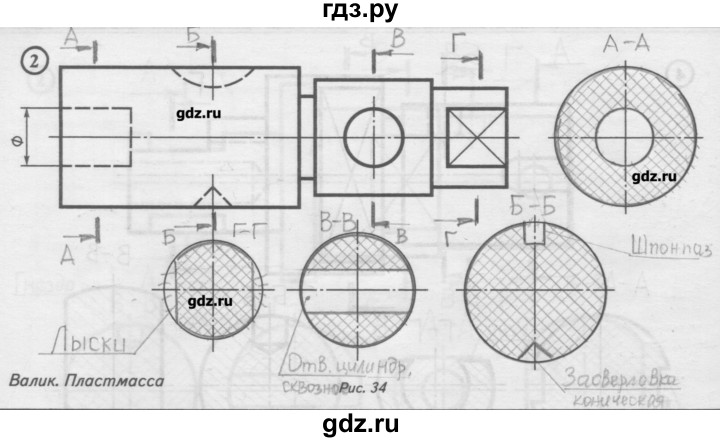 гдз.ру
2
А Б В Г А-А
gdz.ru
Ф
gdz.ru
А Б Г-Г В-В В Г Б-Б
Шпонпаз
gdz.ru
Лыски
Отв. цилиндр,
сквозное
Засверловка
коническая
Валик. Пластмасса
Рис. 34
gdz.ru